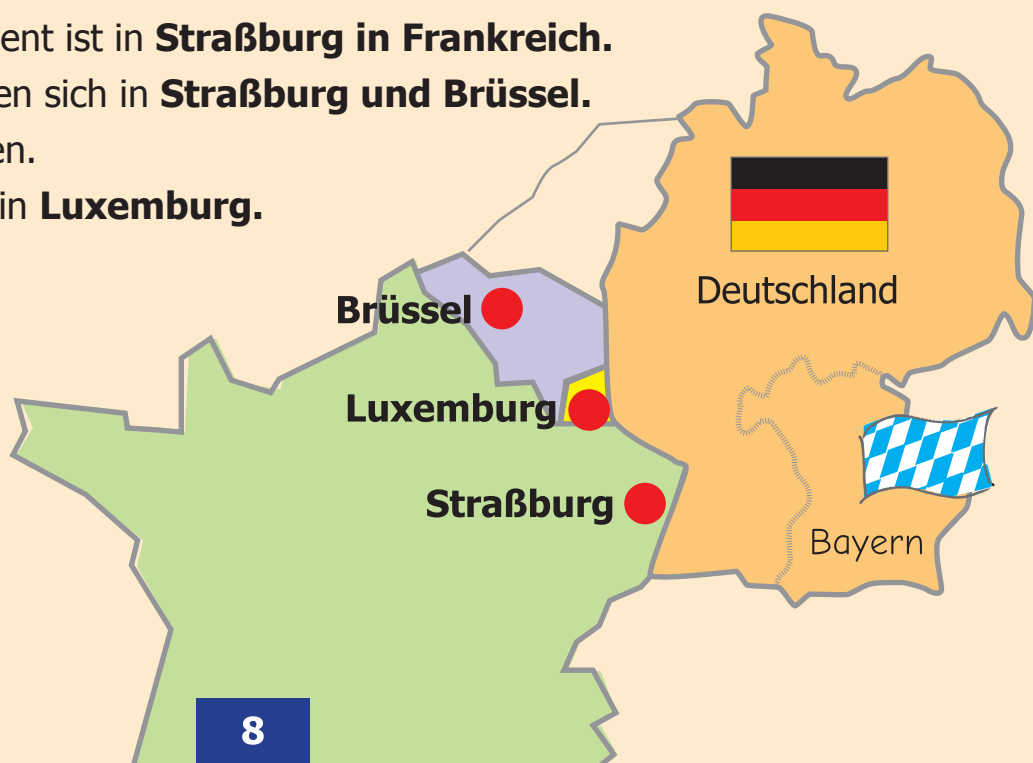 ent ist in Straßburg in Frankreich.
en sich in Straßburg und Brüssel.
en.
in Luxemburg.
Deutschland
Brüssel
Luxemburg
Straßburg
Bayern
8